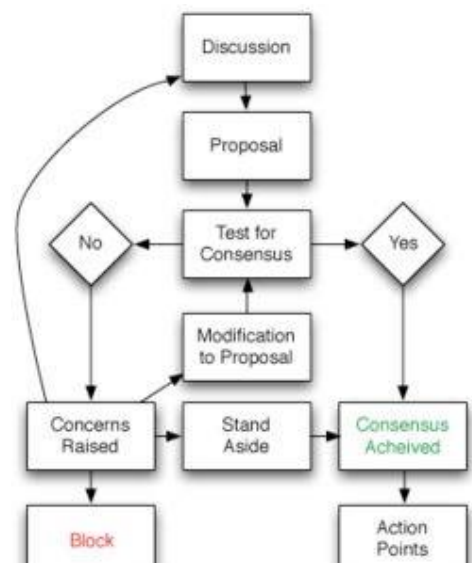 Discussion
Proposal
No
Test for
Consensus
Yes
Modification
to Proposal
Concerns
Raised
Stand
Aside
Consensus
Acheived
Block
Action
Points